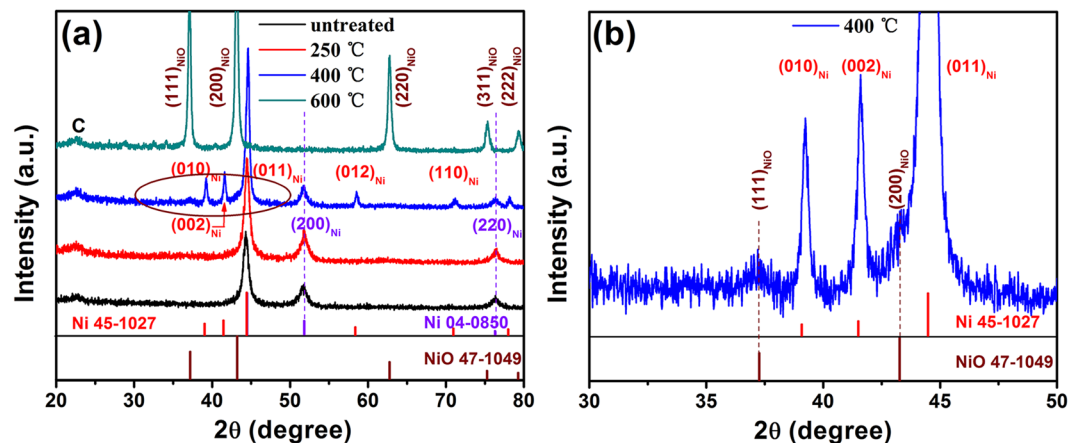 (a)
untreated
250 ℃
400 ℃
600 ℃
(111)NiO
(200)NiO
(220)NiO
(311)NiO
(222)NiO
C
(010)Ni
(011)Ni
(012)Ni
(110)Ni
(002)Ni
(200)Ni
(220)Ni
Ni 45-1027
Ni 04-0850
NiO 47-1049
Intensity (a.u.)
20 30 40 50 60 70 80
2θ (degree)
(b)
400 ℃
(010)Ni
(002)Ni
(011)Ni
(111)NiO
(200)NiO
Ni 45-1027
NiO 47-1049
Intensity (a.u.)
30 35 40 45 50
2θ (degree)